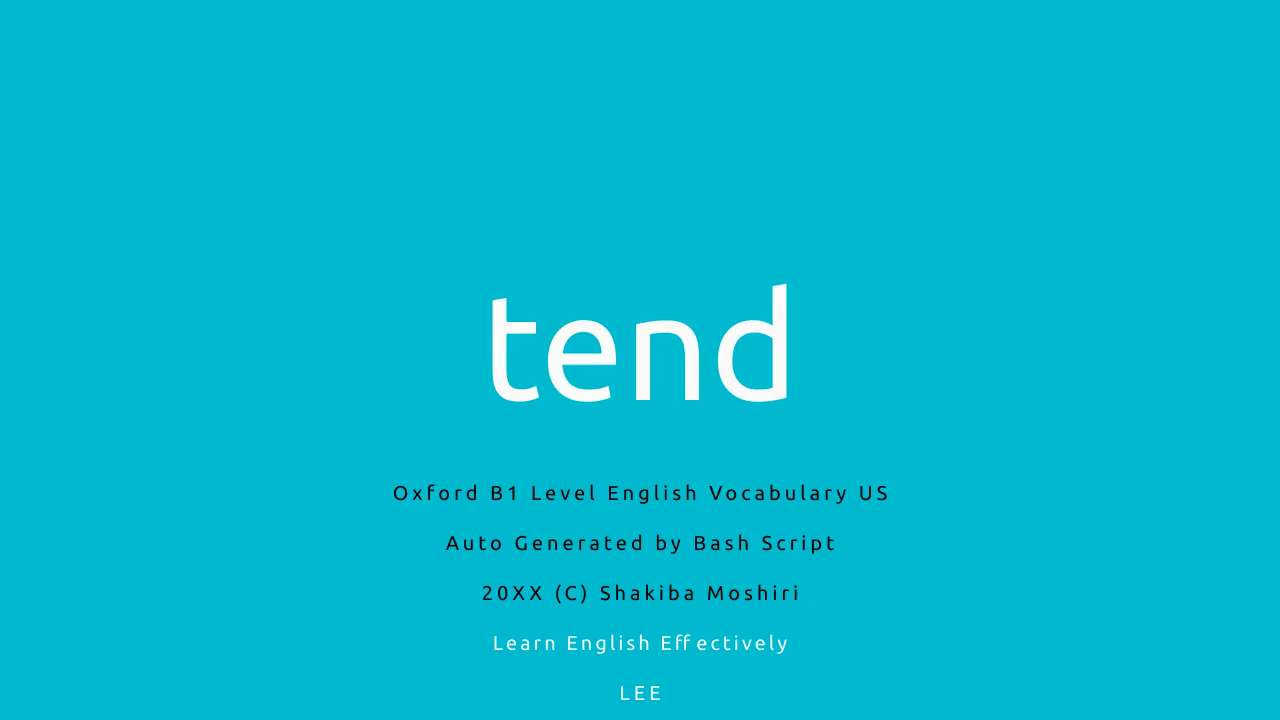 tend
Oxford B1 Level English Vocabulary US
Auto Generated by Bash Script
20XX (C) Shakiba Moshiri
Learn English Effectively
LEE